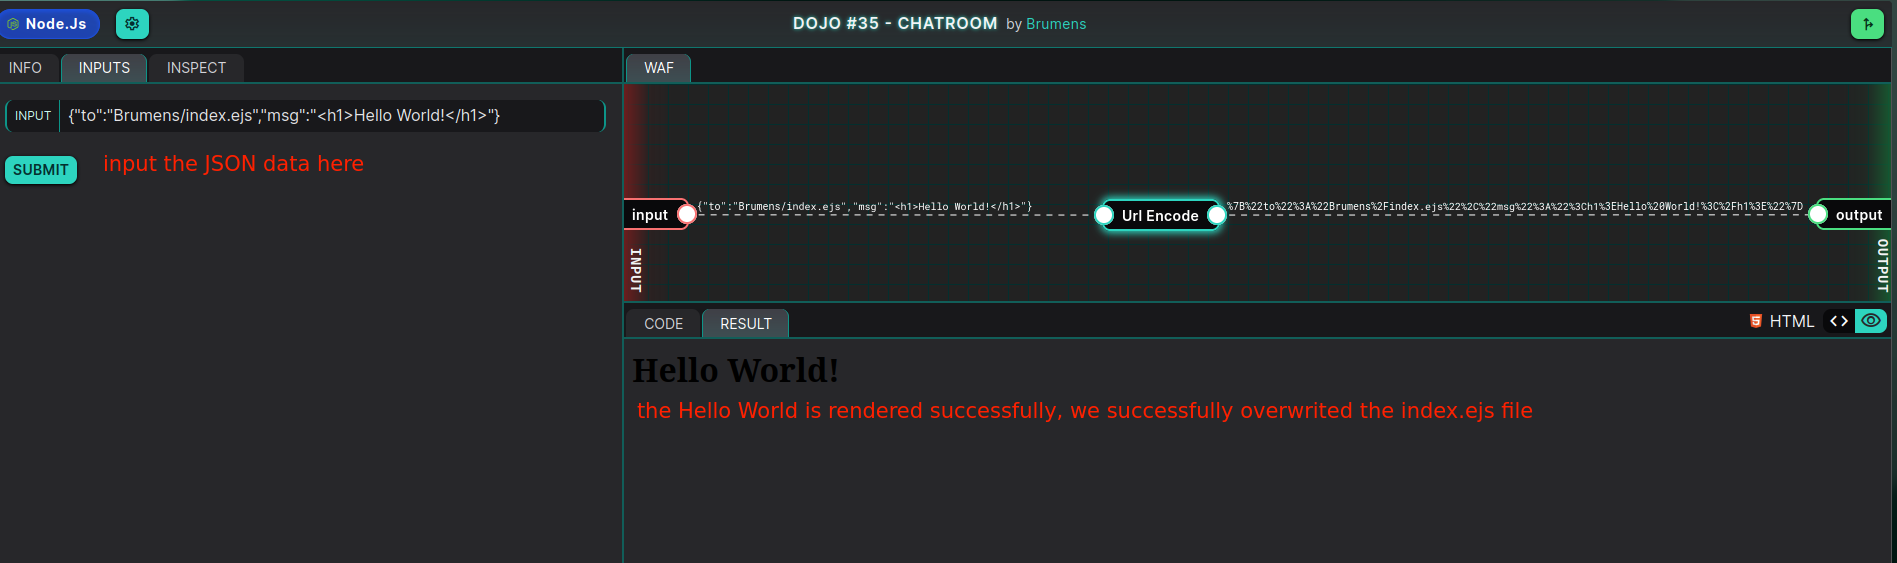 Node.Js
DOJO #35 - CHATROOM by Brumens
INFO INPUTS INSPECT
WAF
INPUT {"to":"Brumens/index.ejs","msg":"<h1>Hello World!</h1>"}
SUBMIT input the JSON data here
input {"to":"Brumens/index.ejs","msg":"<h1>Hello World!</h1>"} Url Encode %7B%22to%22%3A%22Brumens%2Findex.ejs%22%2C%22msg%22%3A%22%3Ch1%3EHello%20World!%3C%2Fh1%3E%22%7D output
INPUT
OUTPUT
CODE RESULT
HTML
Hello World!
the Hello World is rendered successfully, we successfully overwrited the index.ejs file